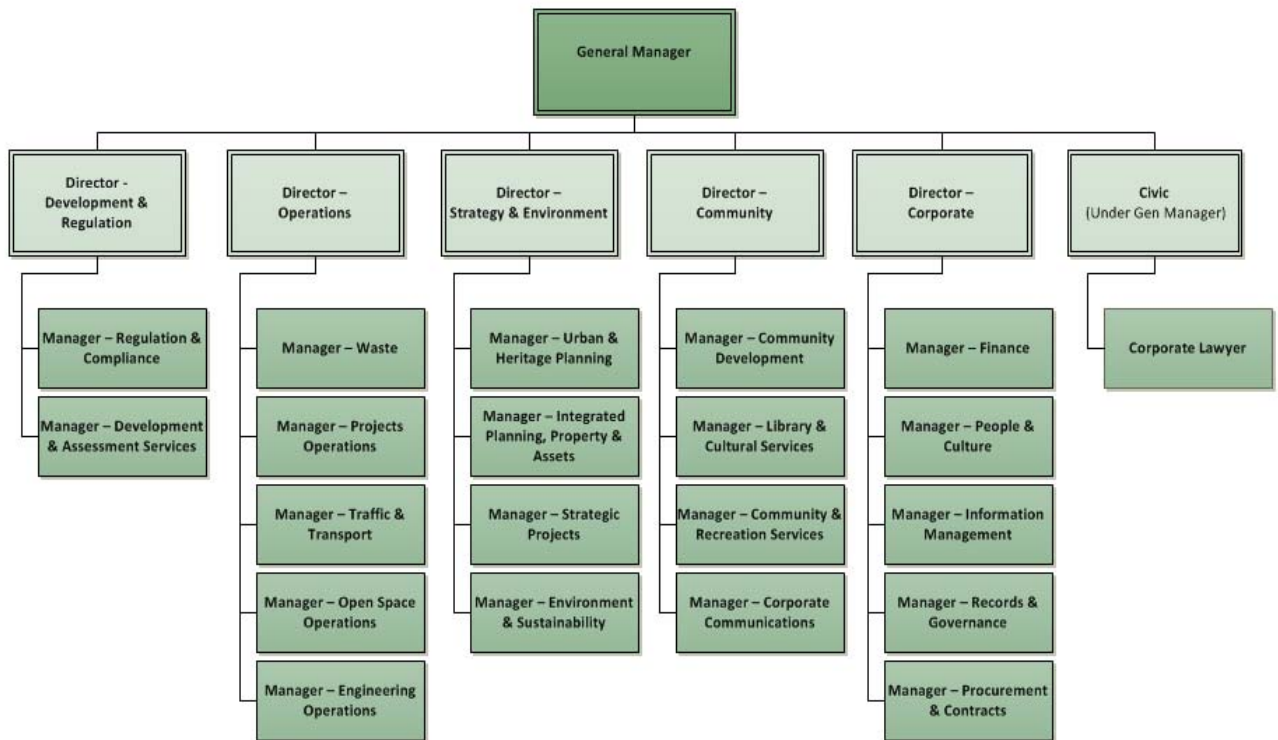 General Manager
Director -
Development &
Regulation
Director –
Operations
Director –
Strategy & Environment
Director –
Community
Director –
Corporate
Civic
(Under Gen Manager)
Manager – Regulation &
Compliance
Manager – Development
& Assessment Services
Manager – Waste
Manager – Projects
Operations
Manager – Traffic &
Transport
Manager – Open Space
Operations
Manager – Engineering
Operations
Manager – Urban &
Heritage Planning
Manager – Integrated
Planning, Property &
Assets
Manager – Strategic
Projects
Manager – Environment
& Sustainability
Manager – Community
Development
Manager – Library &
Cultural Services
Manager – Community &
Recreation Services
Manager – Corporate
Communications
Manager – Finance
Manager – People &
Culture
Manager – Information
Management
Manager – Records &
Governance
Manager – Procurement
& Contracts
Corporate Lawyer